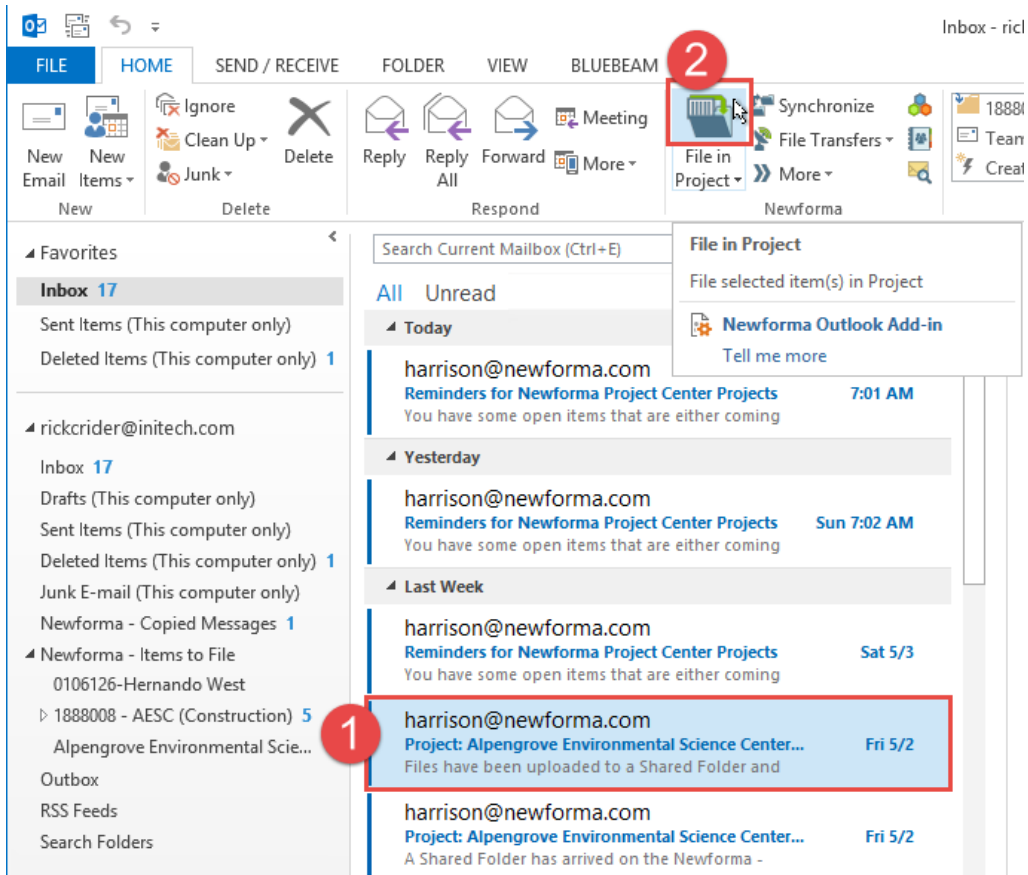 Inbox - rick
FILE HOME SEND / RECEIVE FOLDER VIEW BLUEBEAM
2
New Email
New Items
New
Ignore
Clean Up
Junk
Delete
Delete
Reply
Reply All
Forward
Meeting
More
Respond
File in Project
Synchronize
File Transfers
More
Newforma
1888
Team
Creat
Favorites
Inbox 17
Sent Items (This computer only)
Deleted Items (This computer only) 1
rickcrider@initech.com
Inbox 17
Drafts (This computer only)
Sent Items (This computer only)
Deleted Items (This computer only) 1
Junk E-mail (This computer only)
Newforma - Copied Messages 1
Newforma - Items to File
0106126-Hernando West
1888008 - AESC (Construction) 5
Alpengrove Environmental Scie...
Outbox
RSS Feeds
Search Folders
Search Current Mailbox (Ctrl+E)
All Unread
File in Project
File selected item(s) in Project
Newforma Outlook Add-in
Tell me more
Today
harrison@newforma.com
Reminders for Newforma Project Center Projects 7:01 AM
You have some open items that are either coming
Yesterday
harrison@newforma.com
Reminders for Newforma Project Center Projects Sun 7:02 AM
You have some open items that are either coming
Last Week
harrison@newforma.com
Reminders for Newforma Project Center Projects Sat 5/3
You have some open items that are either coming
1
harrison@newforma.com
Project: Alpengrove Environmental Science Center... Fri 5/2
Files have been uploaded to a Shared Folder and
harrison@newforma.com
Project: Alpengrove Environmental Science Center... Fri 5/2
A Shared Folder has arrived on the Newforma -